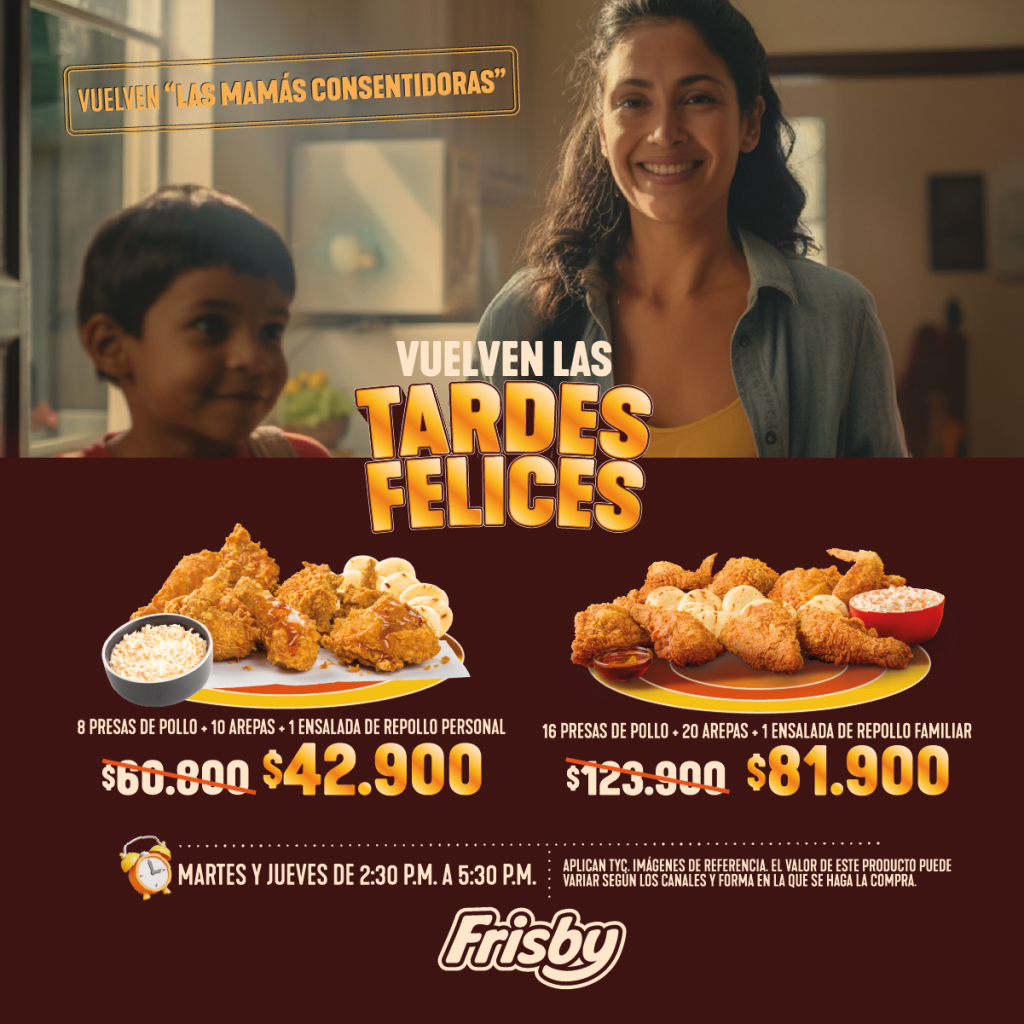 VUELVEN “LAS MAMÁS CONSENTIDORAS”
VUELVEN LAS
TARDES
FELICES
8 PRESAS DE POLLO + 10 AREPAS + 1 ENSALADA DE REPOLLO PERSONAL
$60.800 $42.900
16 PRESAS DE POLLO + 20 AREPAS + 1 ENSALADA DE REPOLLO FAMILIAR
$123.900 $81.900
MARTES Y JUEVES DE 2:30 P.M. A 5:30 P.M.
APLICAN TYC. IMÁGENES DE REFERENCIA. EL VALOR DE ESTE PRODUCTO PUEDE
VARIAR SEGÚN LOS CANALES Y FORMA EN LA QUE SE HAGA LA COMPRA.
Frisby